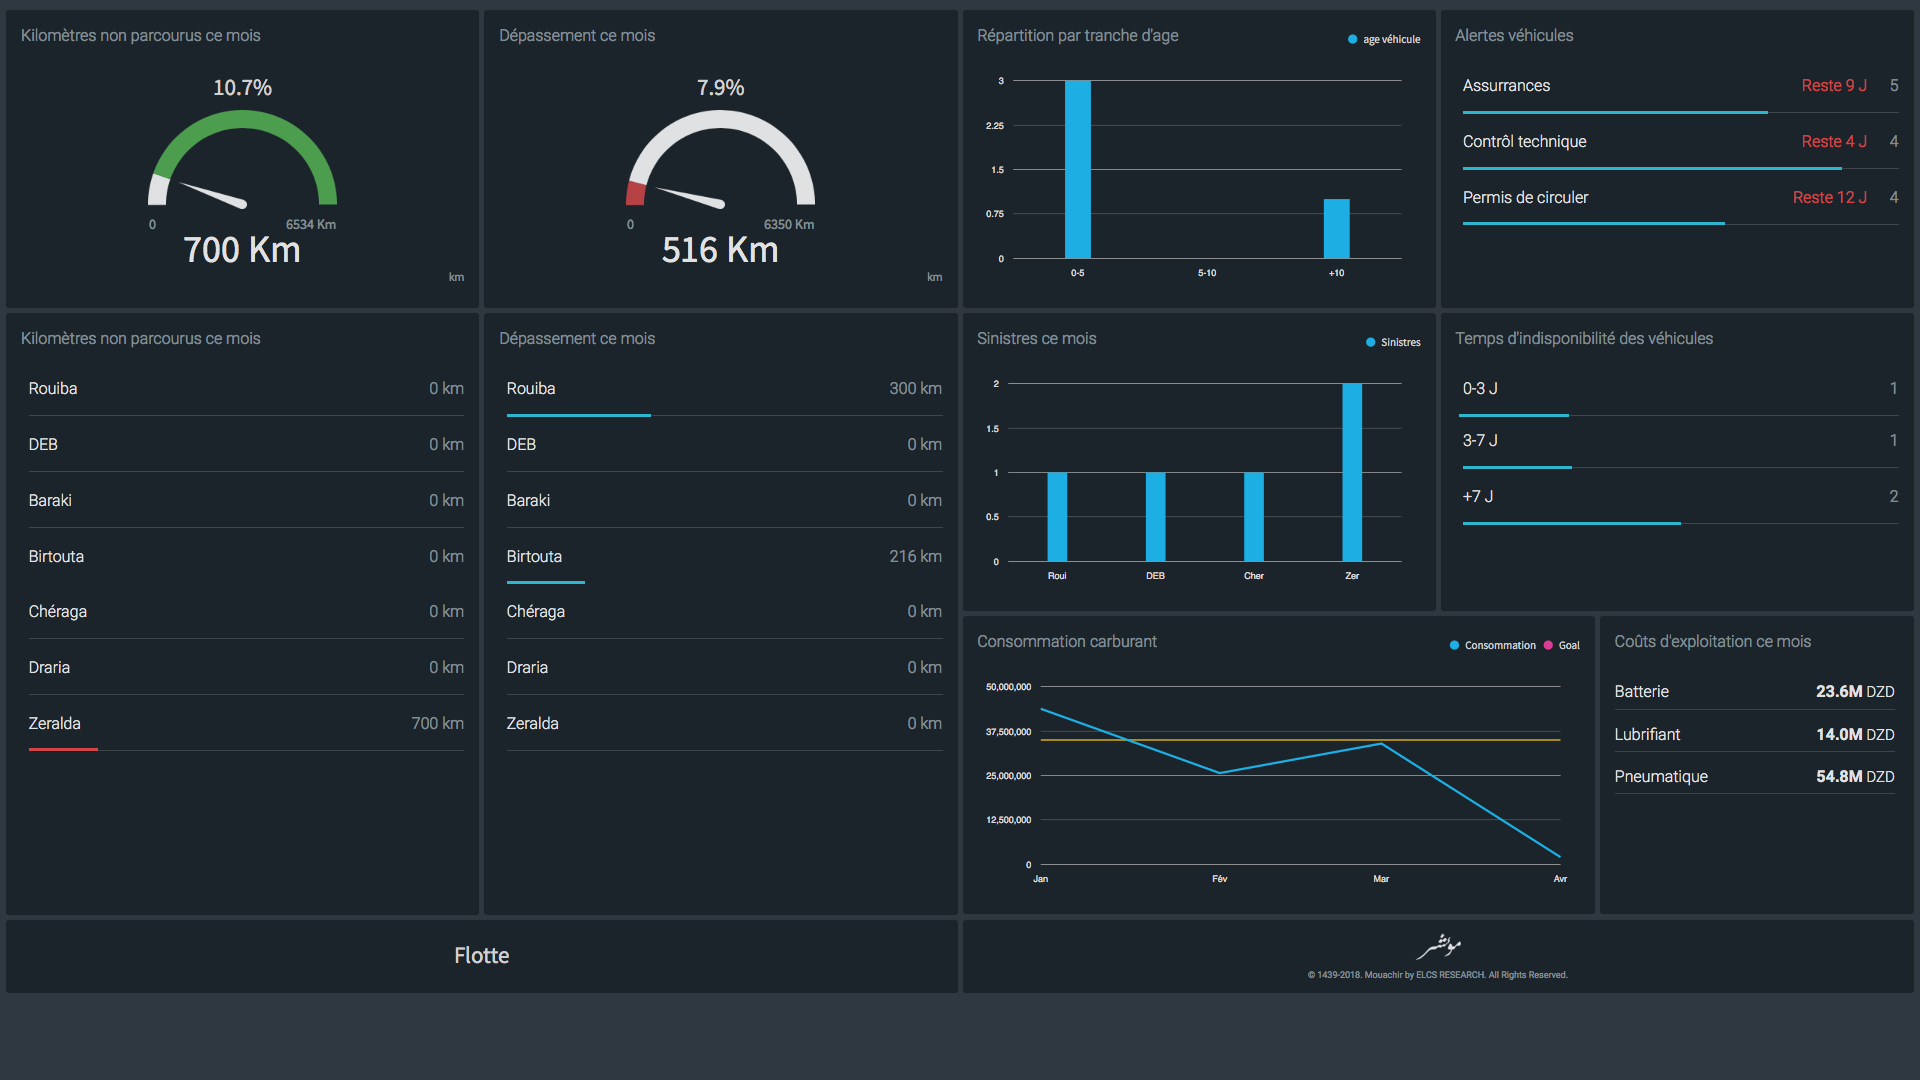 Kilomètres non parcourus ce mois
10.7%
0
6534 Km
700 Km
km
Dépassement ce mois
7.9%
0
6350 Km
516 Km
km
Répartition par tranche d'age
age véhicule
3
2.25
1.5
0.75
0
0-5
5-10
+10
Alertes véhicules
Assurrances Reste 9 J 5
Contrôl technique Reste 4 J 4
Permis de circuler Reste 12 J 4
Kilomètres non parcourus ce mois
Rouiba 0 km
DEB 0 km
Baraki 0 km
Birtouta 0 km
Chéraga 0 km
Draria 0 km
Zeralda 700 km
Dépassement ce mois
Rouiba 300 km
DEB 0 km
Baraki 0 km
Birtouta 216 km
Chéraga 0 km
Draria 0 km
Zeralda 0 km
Sinistres ce mois
Sinistres
2
1.5
1
0.5
0
Roui
DEB
Cher
Zer
Temps d'indisponibilité des véhicules
0-3 J 1
3-7 J 1
+7 J 2
Consommation carburant
Consommation Goal
50,000,000
37,500,000
25,000,000
12,500,000
0
Jan
Fév
Mar
Avr
Coûts d'exploitation ce mois
Batterie 23.6M DZD
Lubrifiant 14.0M DZD
Pneumatique 54.8M DZD
Flotte
مؤشر
© 1439-2018. Mouachir by ELCS RESEARCH. All Rights Reserved.